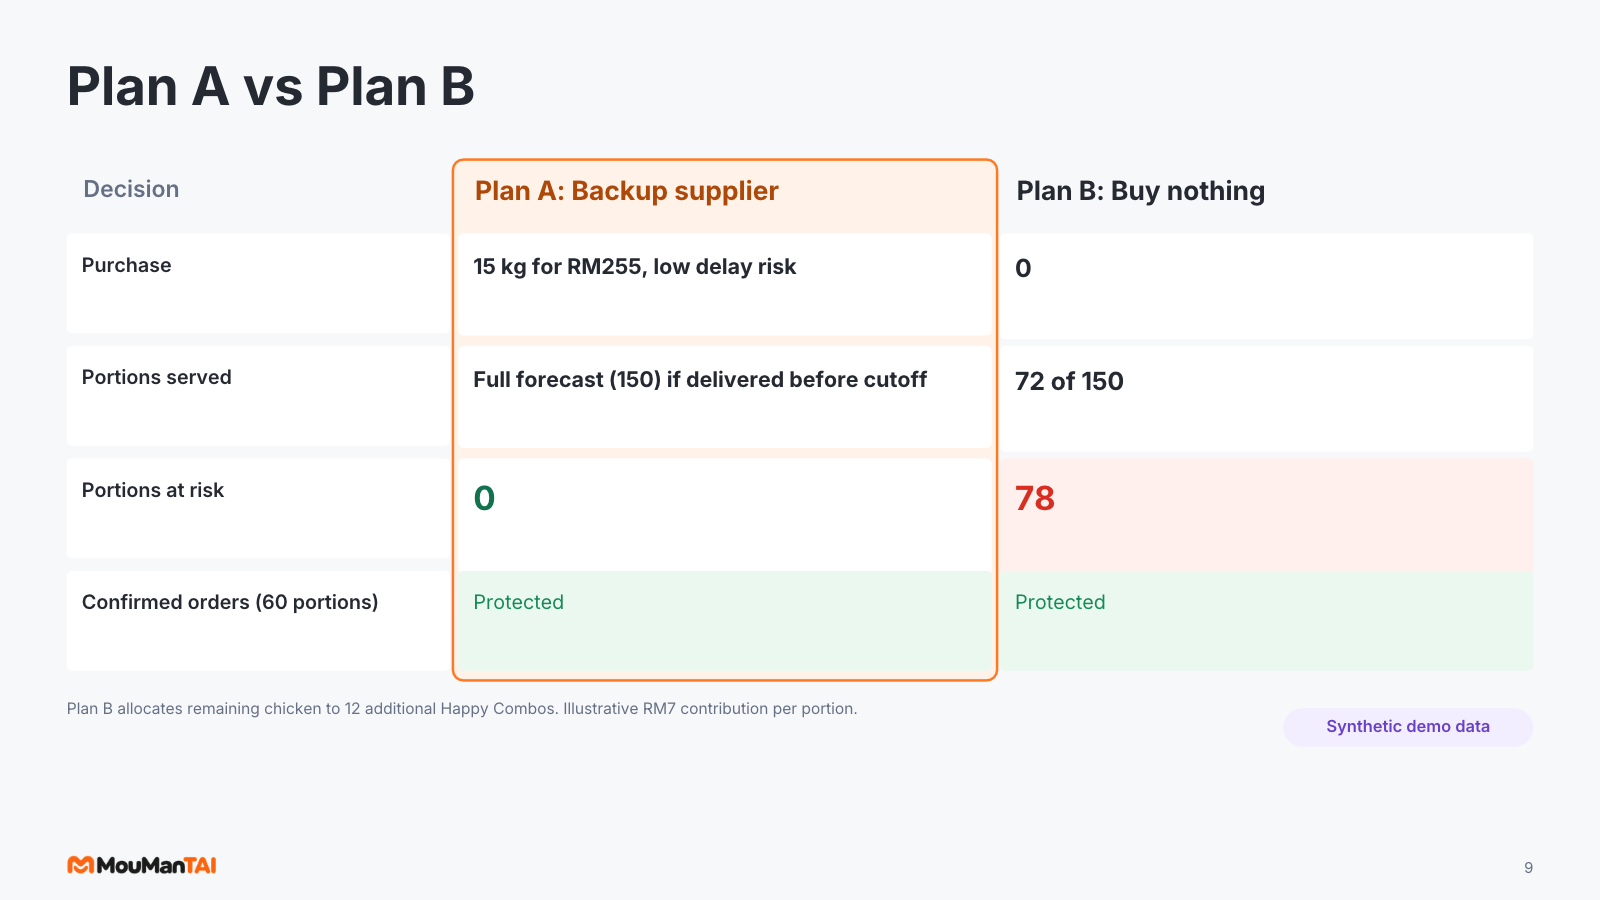 Plan A vs Plan B
Decision
Plan A: Backup supplier
Plan B: Buy nothing
Purchase
15 kg for RM255, low delay risk
0
Portions served
Full forecast (150) if delivered before cutoff
72 of 150
Portions at risk
0
78
Confirmed orders (60 portions)
Protected
Protected
Plan B allocates remaining chicken to 12 additional Happy Combos. Illustrative RM7 contribution per portion.
Synthetic demo data
MouManTAI
9